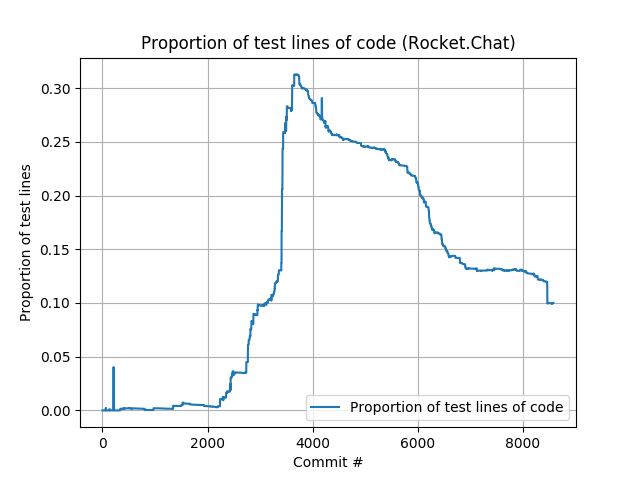 Proportion of test lines of code (Rocket.Chat)
Proportion of test lines
0.30
0.25
0.20
0.15
0.10
0.05
0.00
Proportion of test lines of code
0 2000 4000 6000 8000
Commit #